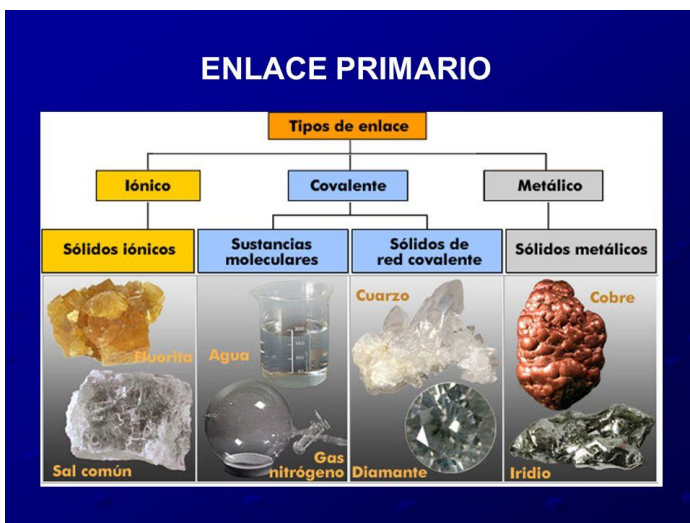 ENLACE PRIMARIO
Tipos de enlace
Iónico
Covalente
Metálico
Sólidos iónicos
Sustancias
moleculares
Sólidos de
red covalente
Sólidos metálicos
Fluorita
Sal común
Agua
Gas
nitrógeno
Cuarzo
Diamante
Cobre
Iridio